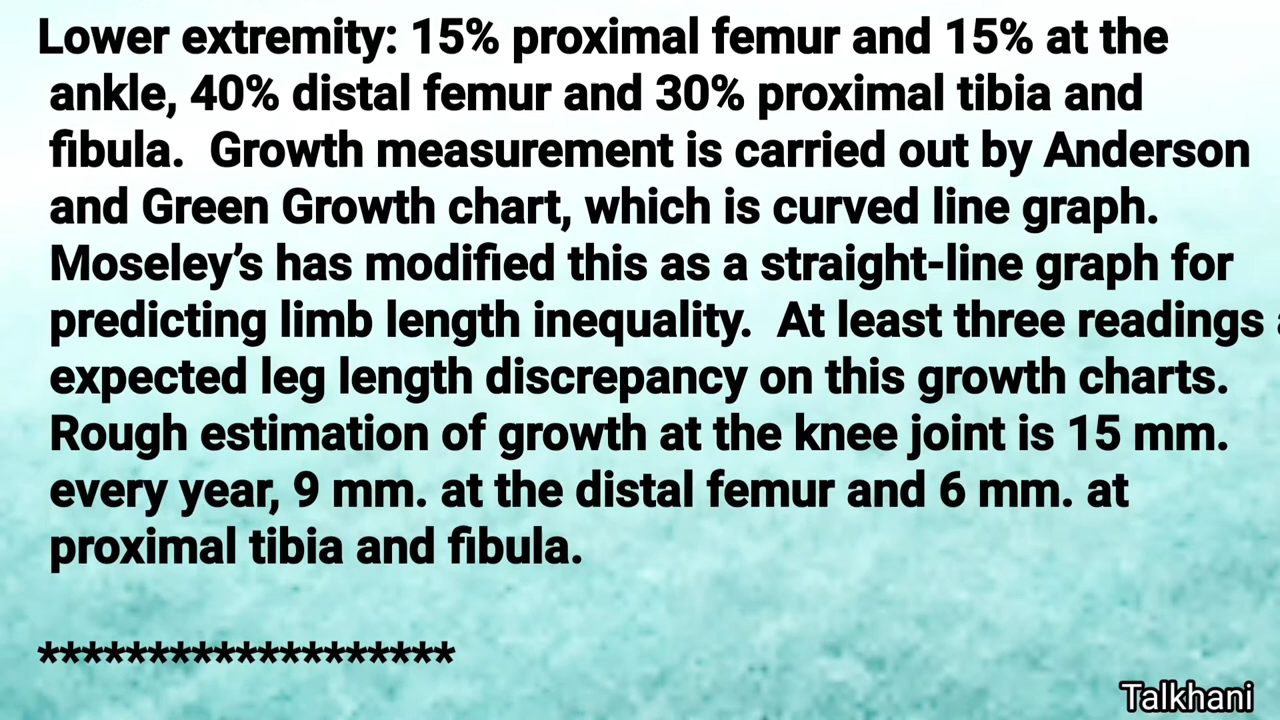 Lower extremity: 15% proximal femur and 15% at the
ankle, 40% distal femur and 30% proximal tibia and
fibula. Growth measurement is carried out by Anderson
and Green Growth chart, which is curved line graph.
Moseley’s has modified this as a straight-line graph for
predicting limb length inequality. At least three readings
expected leg length discrepancy on this growth charts.
Rough estimation of growth at the knee joint is 15 mm.
every year, 9 mm. at the distal femur and 6 mm. at
proximal tibia and fibula.
*******************
Talkhani